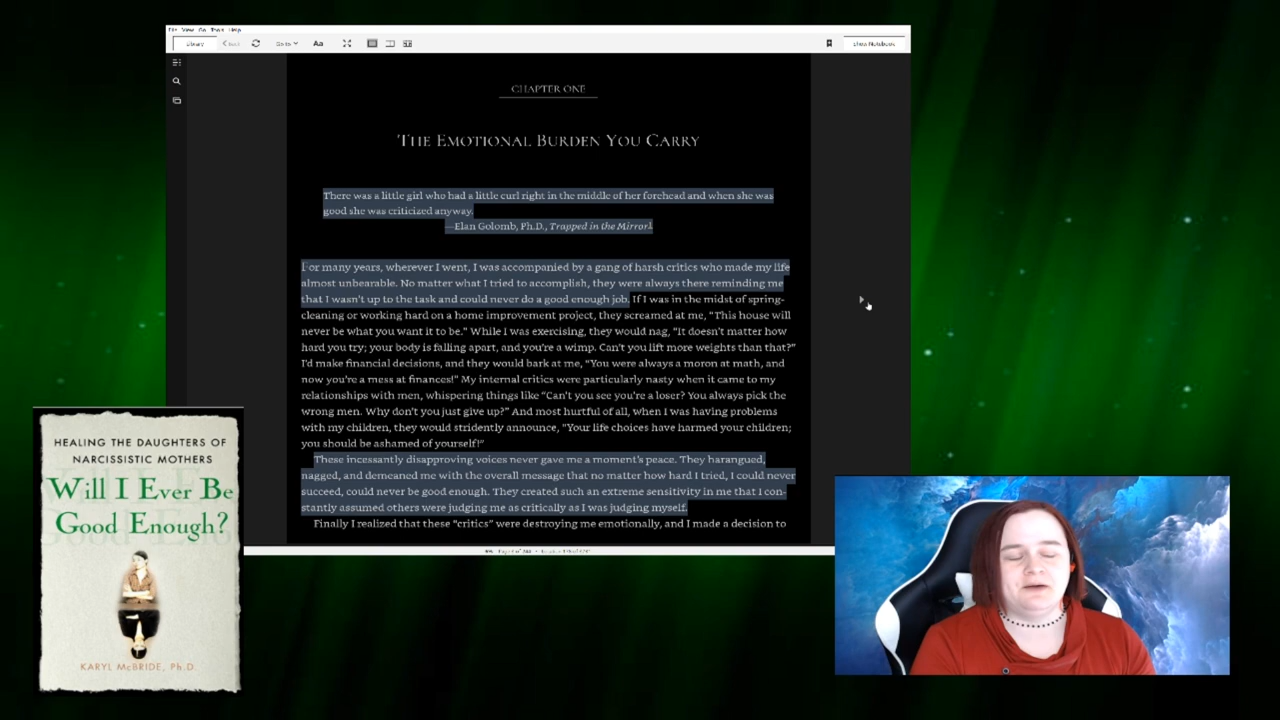 File View Go Tools Help
Library Back Go to Aa Show Notebook
CHAPTER ONE
THE EMOTIONAL BURDEN YOU CARRY
There was a little girl who had a little curl right in the middle of her forehead and when she was
good she was criticized anyway.
—Elan Golomb, Ph.D., Trapped in the Mirror1
For many years, wherever I went, I was accompanied by a gang of harsh critics who made my life
almost unbearable. No matter what I tried to accomplish, they were always there reminding me
that I wasn't up to the task and could never do a good enough job. If I was in the midst of spring-
cleaning or working hard on a home improvement project, they screamed at me, "This house will
never be what you want it to be." While I was exercising, they would nag, "It doesn't matter how
hard you try; your body is falling apart, and you're a wimp. Can't you lift more weights than that?"
I'd make financial decisions, and they would bark at me, "You were always a moron at math, and
now you're a mess at finances!" My internal critics were particularly nasty when it came to my
relationships with men, whispering things like "Can't you see you're a loser? You always pick the
wrong men. Why don't you just give up?" And most hurtful of all, when I was having problems
with my children, they would stridently announce, "Your life choices have harmed your children;
you should be ashamed of yourself!"
These incessantly disapproving voices never gave me a moment's peace. They harangued,
nagged, and demeaned me with the overall message that no matter how hard I tried, I could never
succeed, could never be good enough. They created such an extreme sensitivity in me that I con-
stantly assumed others were judging me as critically as I was judging myself.
Finally I realized that these "critics" were destroying me emotionally, and I made a decision to
HEALING THE DAUGHTERS OF
NARCISSISTIC MOTHERS
Will I Ever Be
Good Enough?
KARYL McBRIDE, Ph.D.